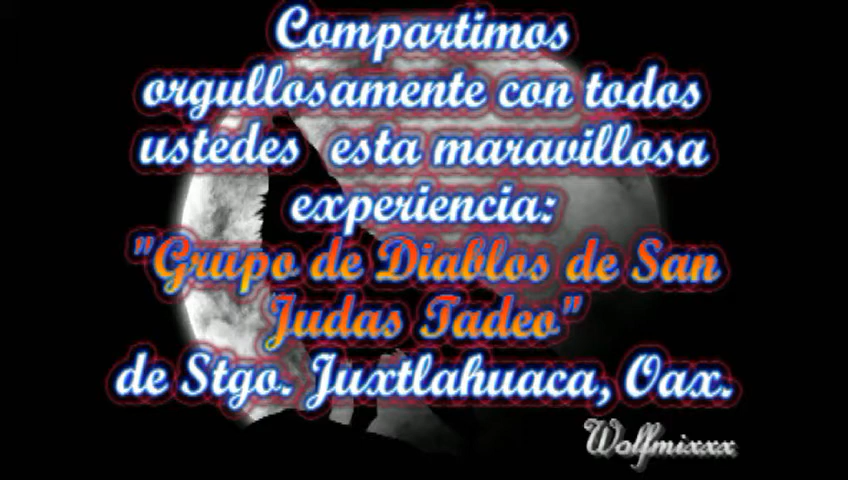 Compartimos
orgullosamente con todos
ustedes esta maravillosa
experiencia:
"Grupo de Diablos de San
Judas Tadeo"
de Stgo. Juxtlahuaca, Oax.
Wolfmixxx